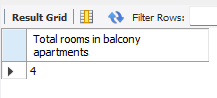 Result Grid Filter Rows:
Total rooms in balcony
apartments
4